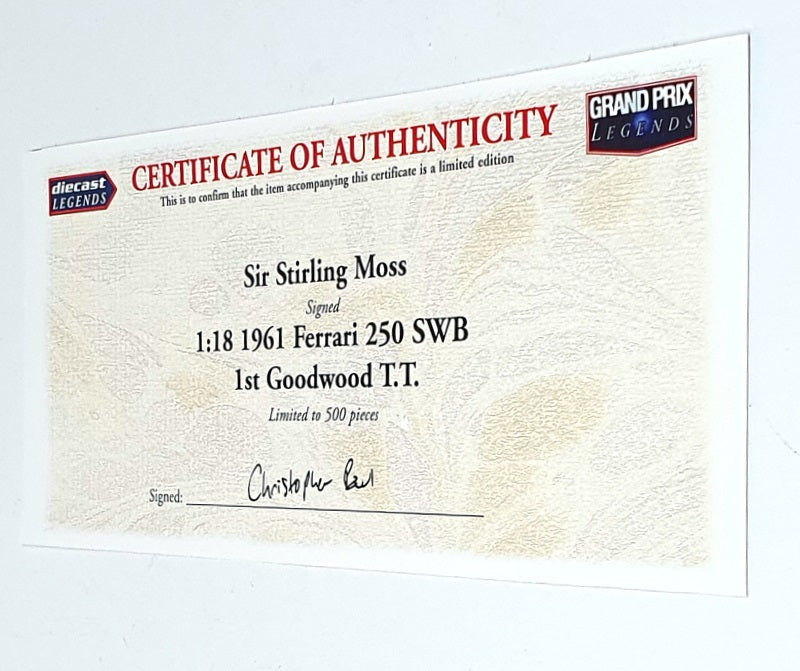 diecast
LEGENDS
CERTIFICATE OF AUTHENTICITY
GRAND PRIX
LEGENDS
This is to confirm that the item accompanying this certificate is a limited edition
Sir Stirling Moss
Signed
1:18 1961 Ferrari 250 SWB
1st Goodwood T.T.
Limited to 500 pieces
Signed: Christopher